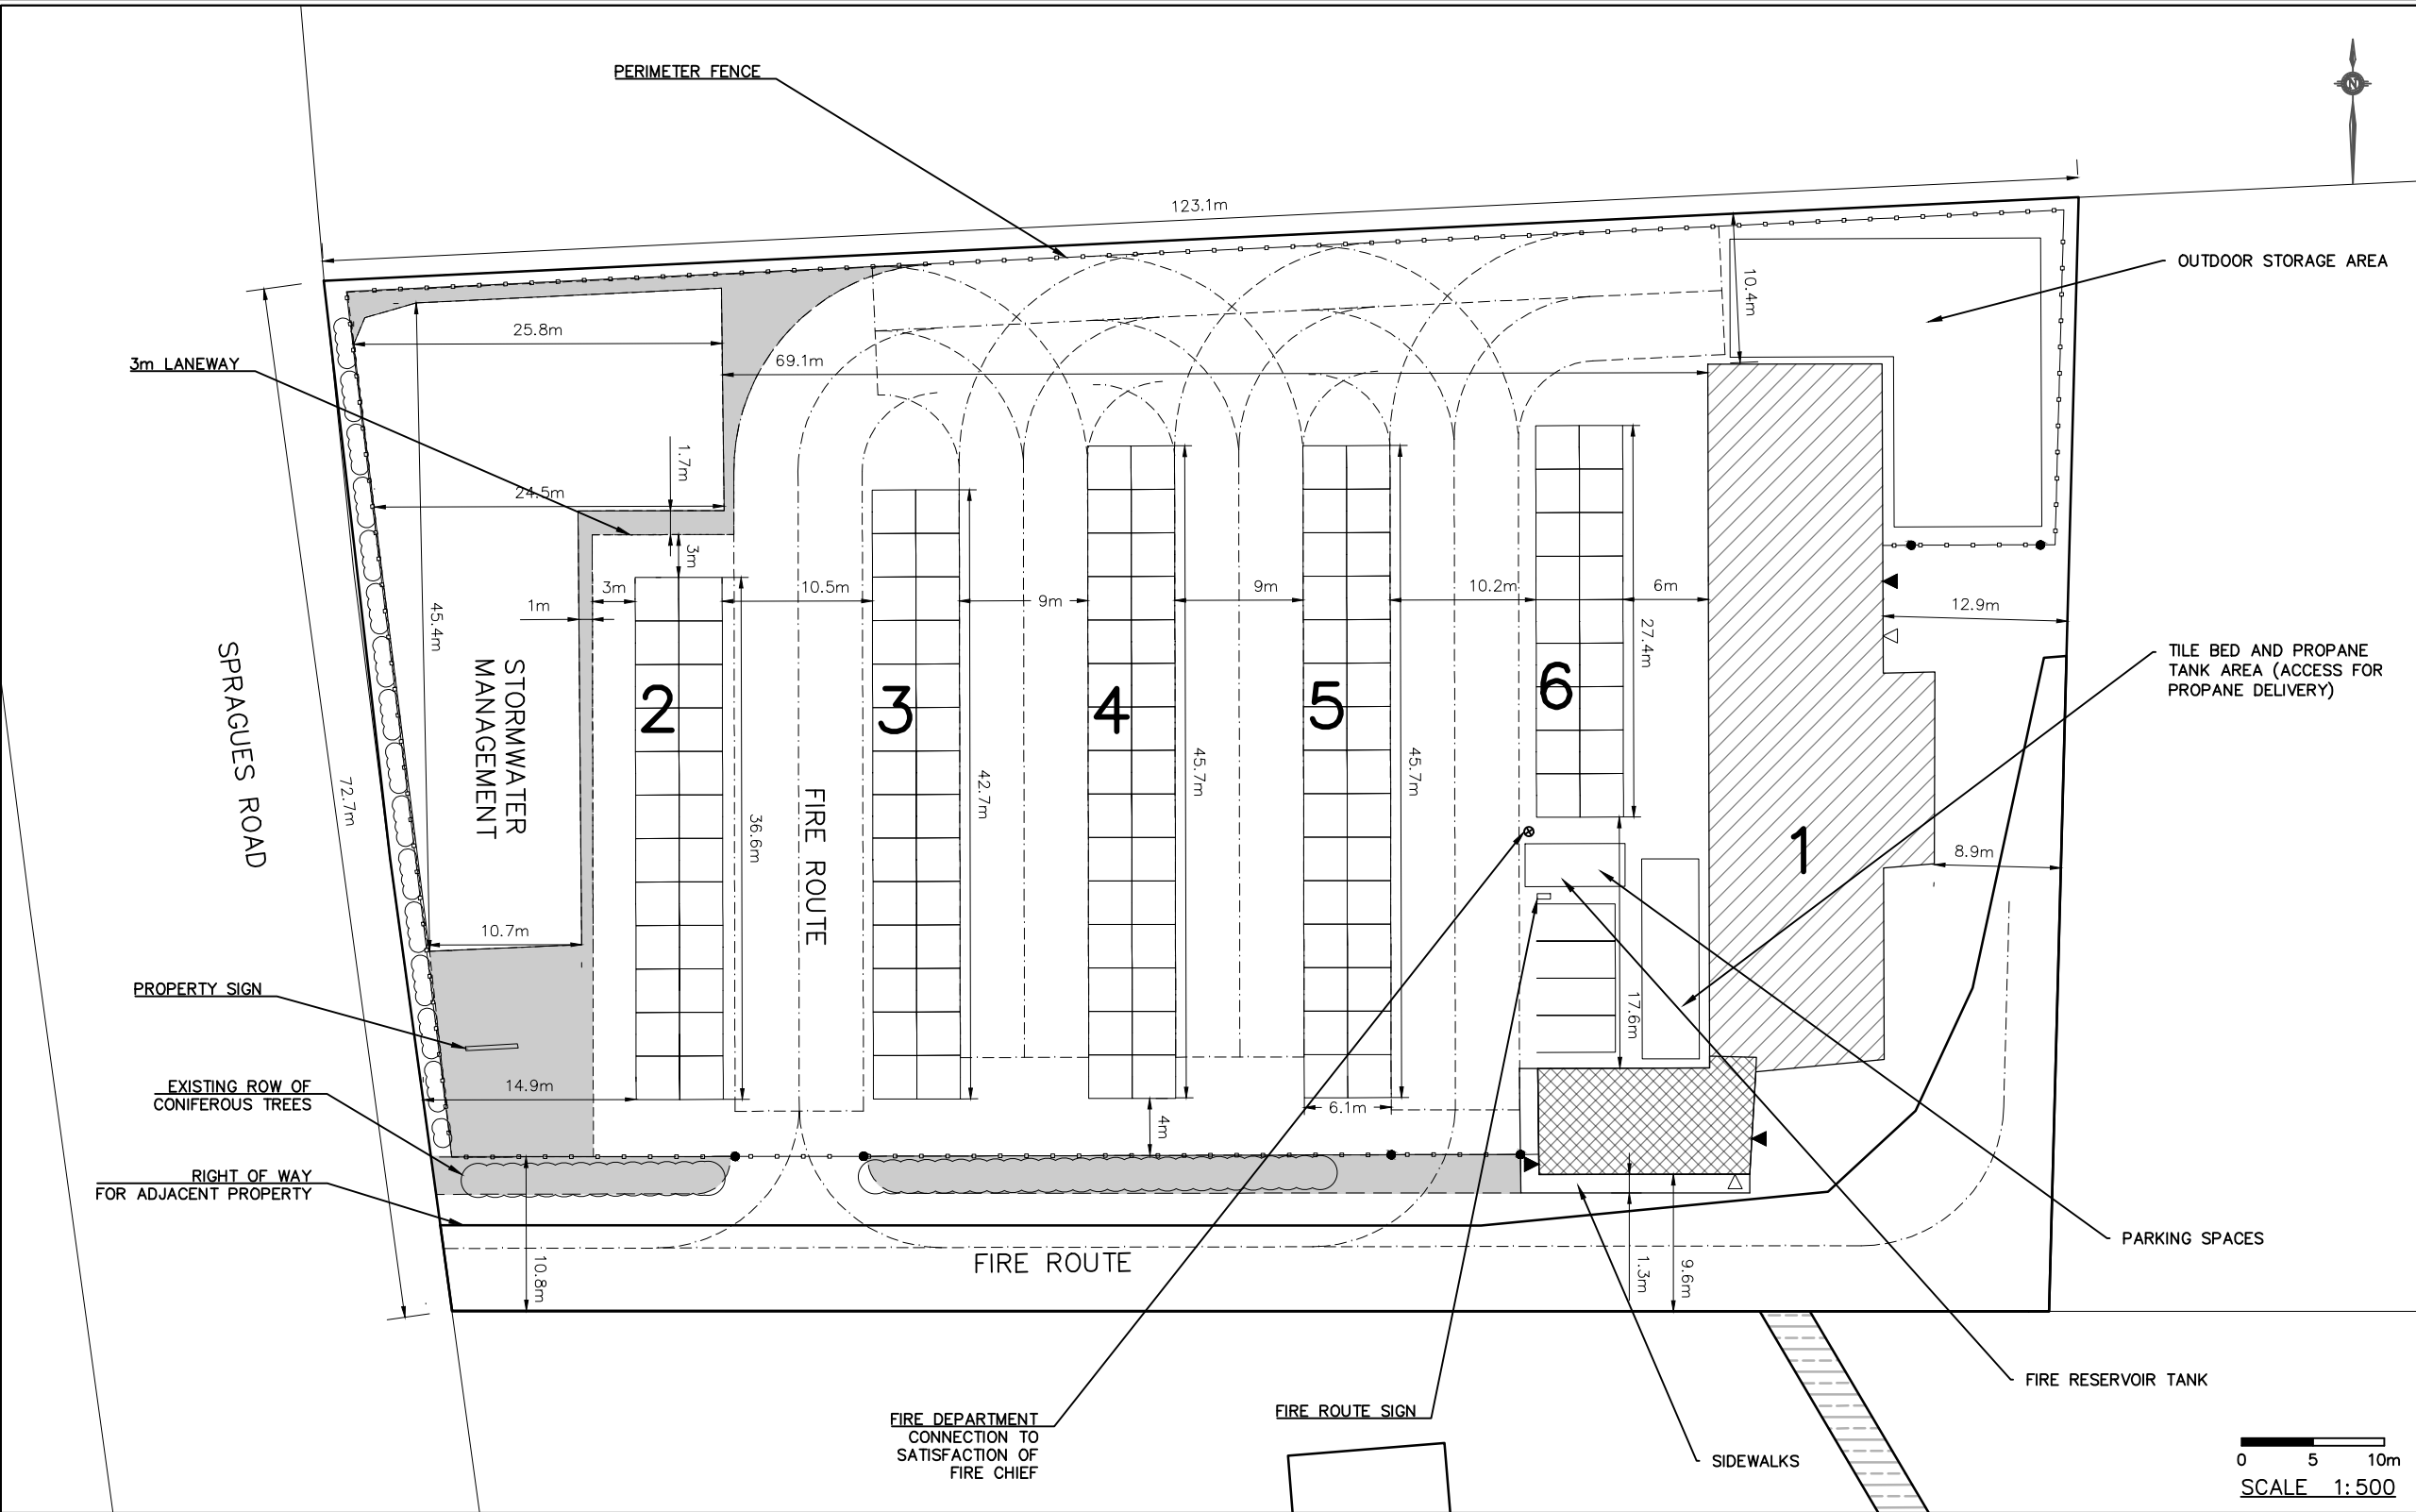 PERIMETER FENCE
N
123.1m
OUTDOOR STORAGE AREA
10.4m
25.8m
69.1m
3m LANEWAY
1.7m
24.5m
3m
3m
1m
10.5m
9m
9m
10.2m
6m
12.9m
45.4m
27.4m
TILE BED AND PROPANE
TANK AREA (ACCESS FOR
PROPANE DELIVERY)
SPRAGUES ROAD
STORMWATER
MANAGEMENT
2
3
4
5
6
1
72.7m
36.6m
FIRE ROUTE
42.7m
45.7m
45.7m
8.9m
10.7m
17.6m
PROPERTY SIGN
14.9m
6.1m
4m
EXISTING ROW OF
CONIFEROUS TREES
RIGHT OF WAY
FOR ADJACENT PROPERTY
10.8m
FIRE ROUTE
1.3m
9.6m
PARKING SPACES
FIRE RESERVOIR TANK
FIRE DEPARTMENT
CONNECTION TO
SATISFACTION OF
FIRE CHIEF
FIRE ROUTE SIGN
SIDEWALKS
0 5 10m
SCALE 1:500